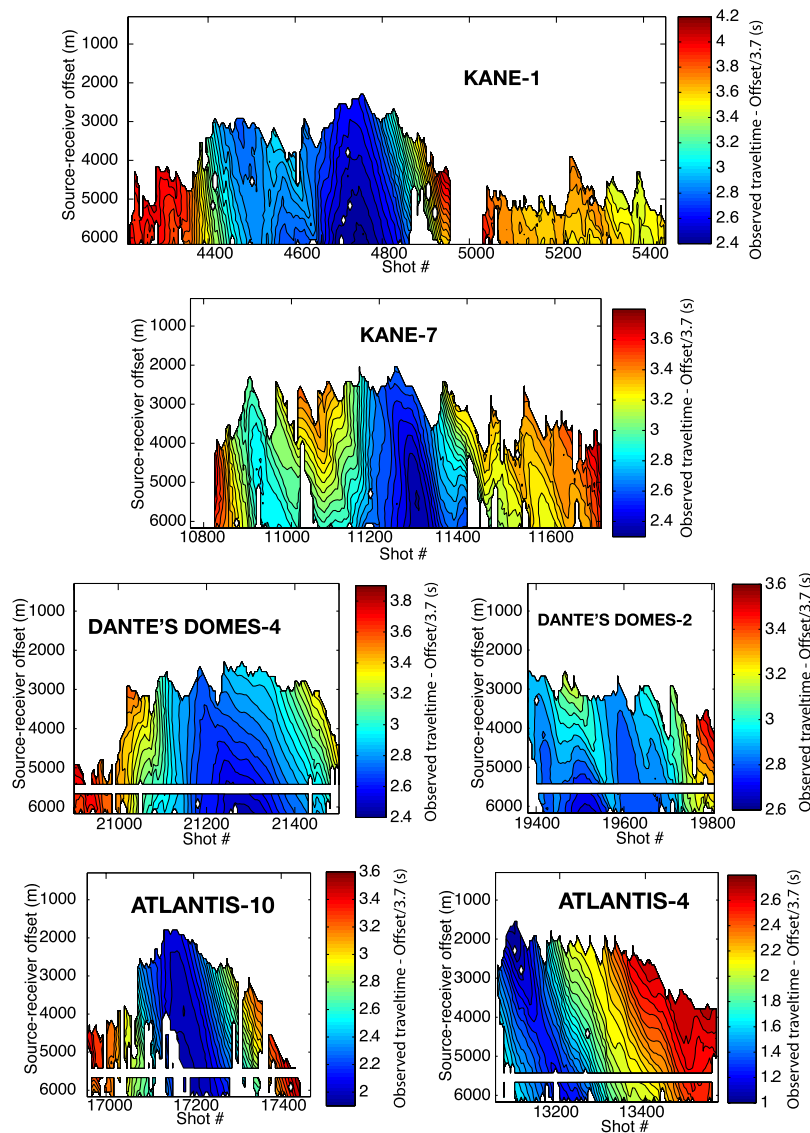 KANE-1
Source-receiver offset (m)
1000
2000
3000
4000
5000
6000
4400 4600 4800 5000 5200 5400
Shot #
4.2
4
3.8
3.6
3.4
3.2
3
2.8
2.6
2.4
Observed traveltime - Offset/3.7 (s)
KANE-7
Source-receiver offset (m)
1000
2000
3000
4000
5000
6000
10800 11000 11200 11400 11600
Shot #
3.6
3.4
3.2
3
2.8
2.6
2.4
Observed traveltime - Offset/3.7 (s)
DANTE'S DOMES-4
Source-receiver offset (m)
1000
2000
3000
4000
5000
6000
21000 21200 21400
Shot #
3.8
3.6
3.4
3.2
3
2.8
2.6
2.4
Observed traveltime - Offset/3.7 (s)
DANTE'S DOMES-2
Source-receiver offset (m)
1000
2000
3000
4000
5000
6000
19400 19600 19800
Shot #
3.6
3.4
3.2
3
2.8
2.6
Observed traveltime - Offset/3.7 (s)
ATLANTIS-10
Source-receiver offset (m)
1000
2000
3000
4000
5000
6000
17000 17200 17400
Shot #
3.6
3.4
3.2
3
2.8
2.6
2.4
2.2
2
Observed traveltime - Offset/3.7 (s)
ATLANTIS-4
Source-receiver offset (m)
1000
2000
3000
4000
5000
6000
13200 13400
Shot #
2.6
2.4
2.2
2
1.8
1.6
1.4
1.2
1
Observed traveltime - Offset/3.7 (s)